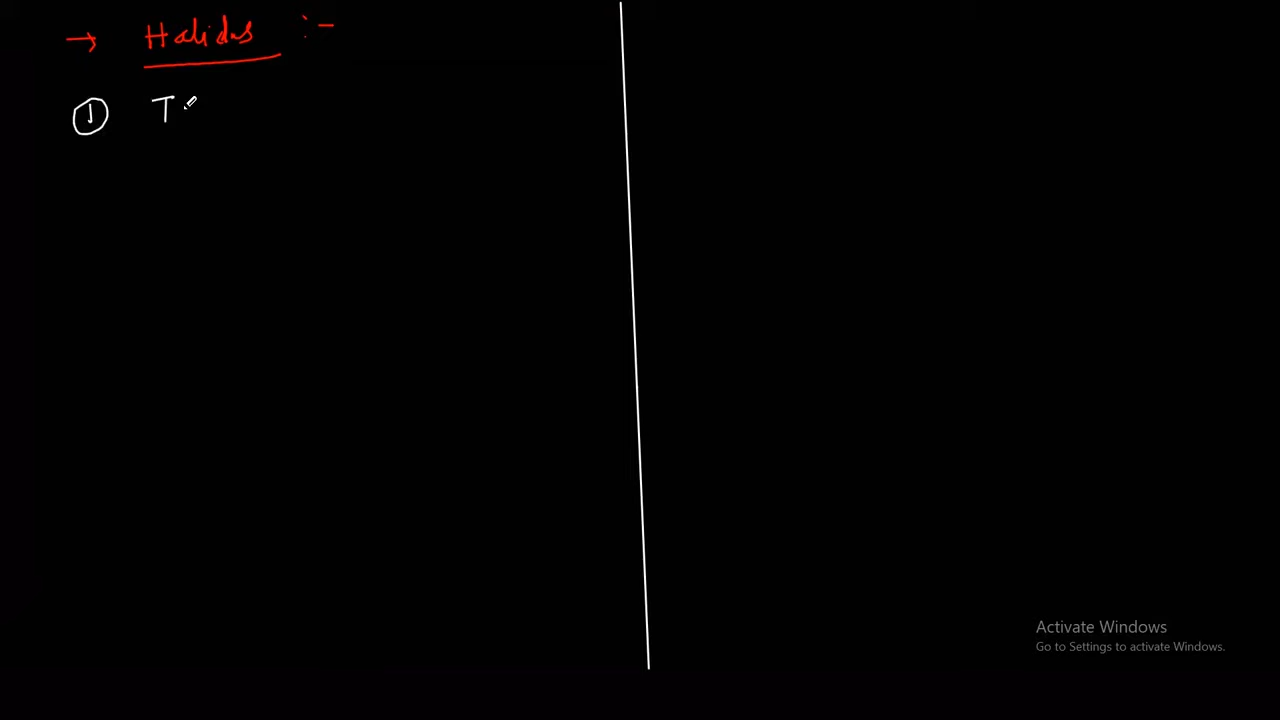 → Halides :-
① T
Activate Windows
Go to Settings to activate Windows.